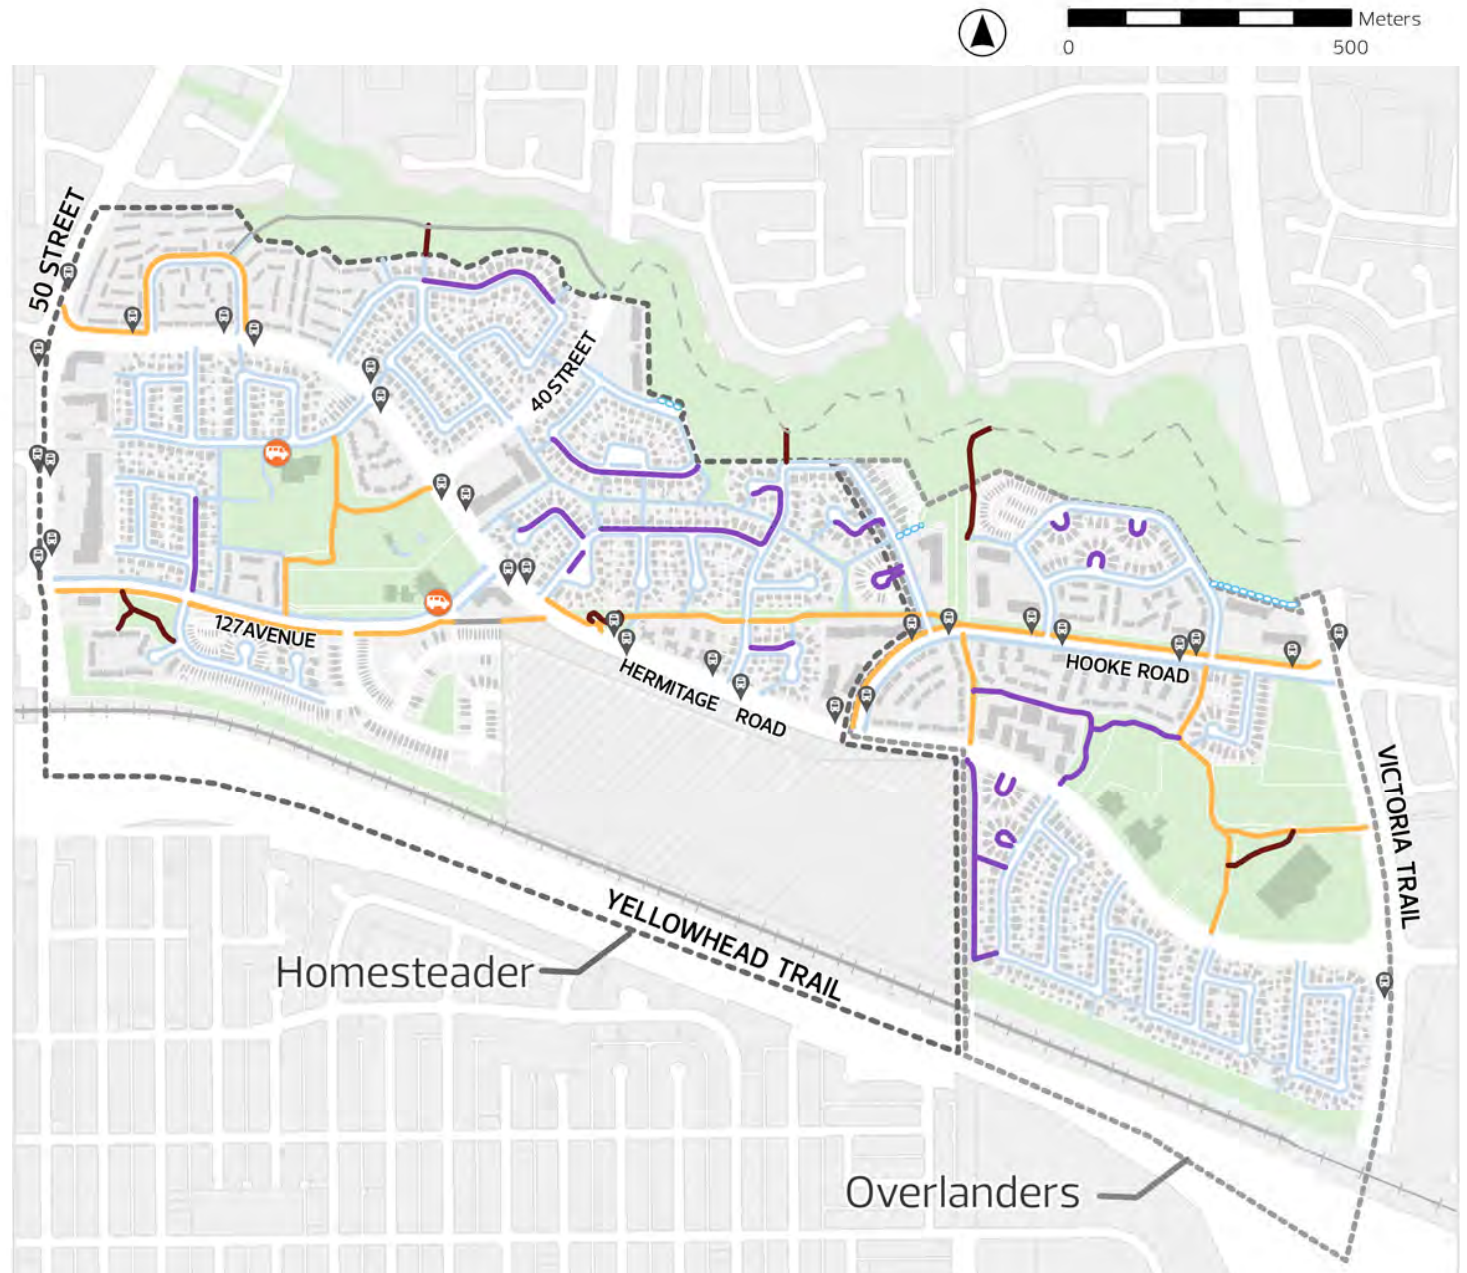 Meters
0 500
50 STREET
40 STREET
127 AVENUE
HERMITAGE ROAD
HOOKE ROAD
VICTORIA TRAIL
YELLOWHEAD TRAIL
Homesteader
Overlanders